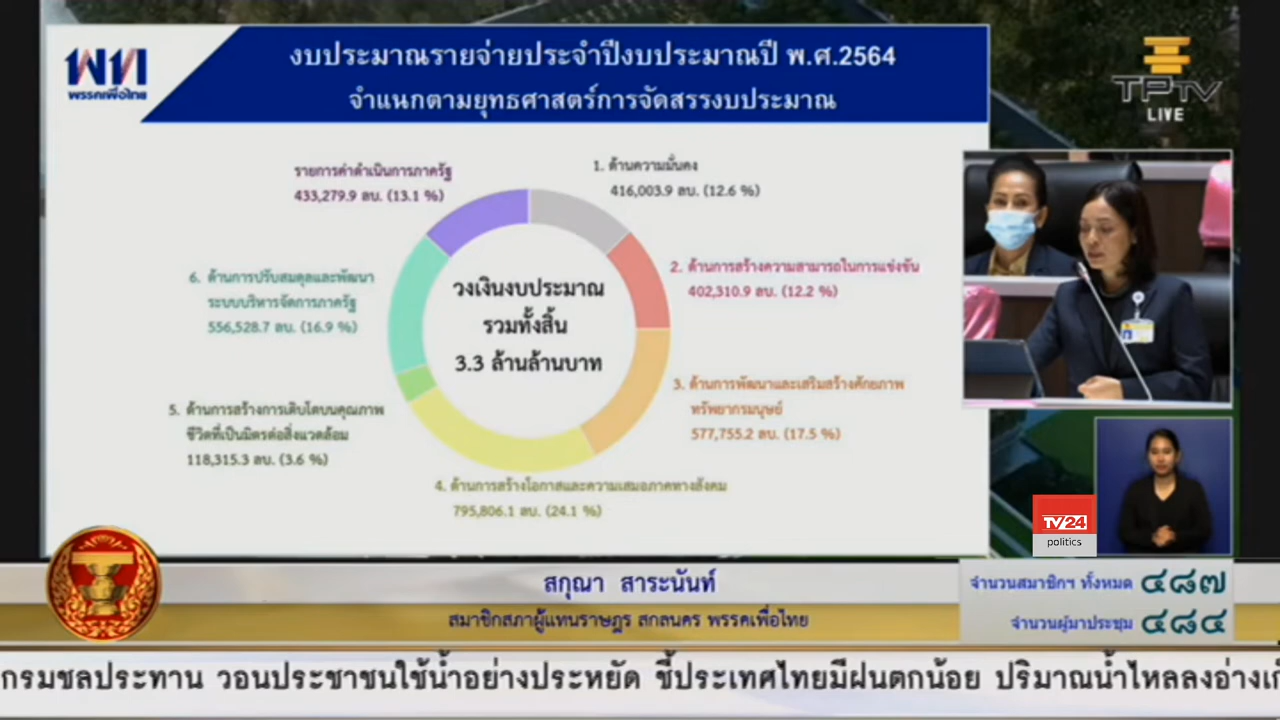 พท
พรรคเพื่อไทย
งบประมาณรายจ่ายประจำปีงบประมาณปี พ.ศ.2564
จำแนกตามยุทธศาสตร์การจัดสรรงบประมาณ
TPTV
LIVE
รายการค่าดำเนินการภาครัฐ
433,279.9 ลบ. (13.1 %)
1. ด้านความมั่นคง
416,003.9 ลบ. (12.6 %)
2. ด้านการสร้างความสามารถในการแข่งขัน
402,310.9 ลบ. (12.2 %)
6. ด้านการปรับสมดุลและพัฒนา
ระบบบริหารจัดการภาครัฐ
556,528.7 ลบ. (16.9 %)
วงเงินงบประมาณ
รวมทั้งสิ้น
3.3 ล้านล้านบาท
3. ด้านการพัฒนาและเสริมสร้างศักยภาพ
ทรัพยากรมนุษย์
577,755.2 ลบ. (17.5 %)
5. ด้านการสร้างการเติบโตบนคุณภาพ
ชีวิตที่เป็นมิตรต่อสิ่งแวดล้อม
118,315.3 ลบ. (3.6 %)
4. ด้านการสร้างโอกาสและความเสมอภาคทางสังคม
795,806.1 ลบ. (24.1 %)
TV24
politics
สกุณา สาระนันท์
สมาชิกสภาผู้แทนราษฎร สกลนคร พรรคเพื่อไทย
จำนวนสมาชิกฯ ทั้งหมด ๔๘๗
จำนวนผู้มาประชุม ๔๘๔
กรมชลประทาน วอนประชาชนใช้น้ำอย่างประหยัด ชี้ประเทศไทยมีฝนตกน้อย ปริมาณน้ำไหลลงอ่าง